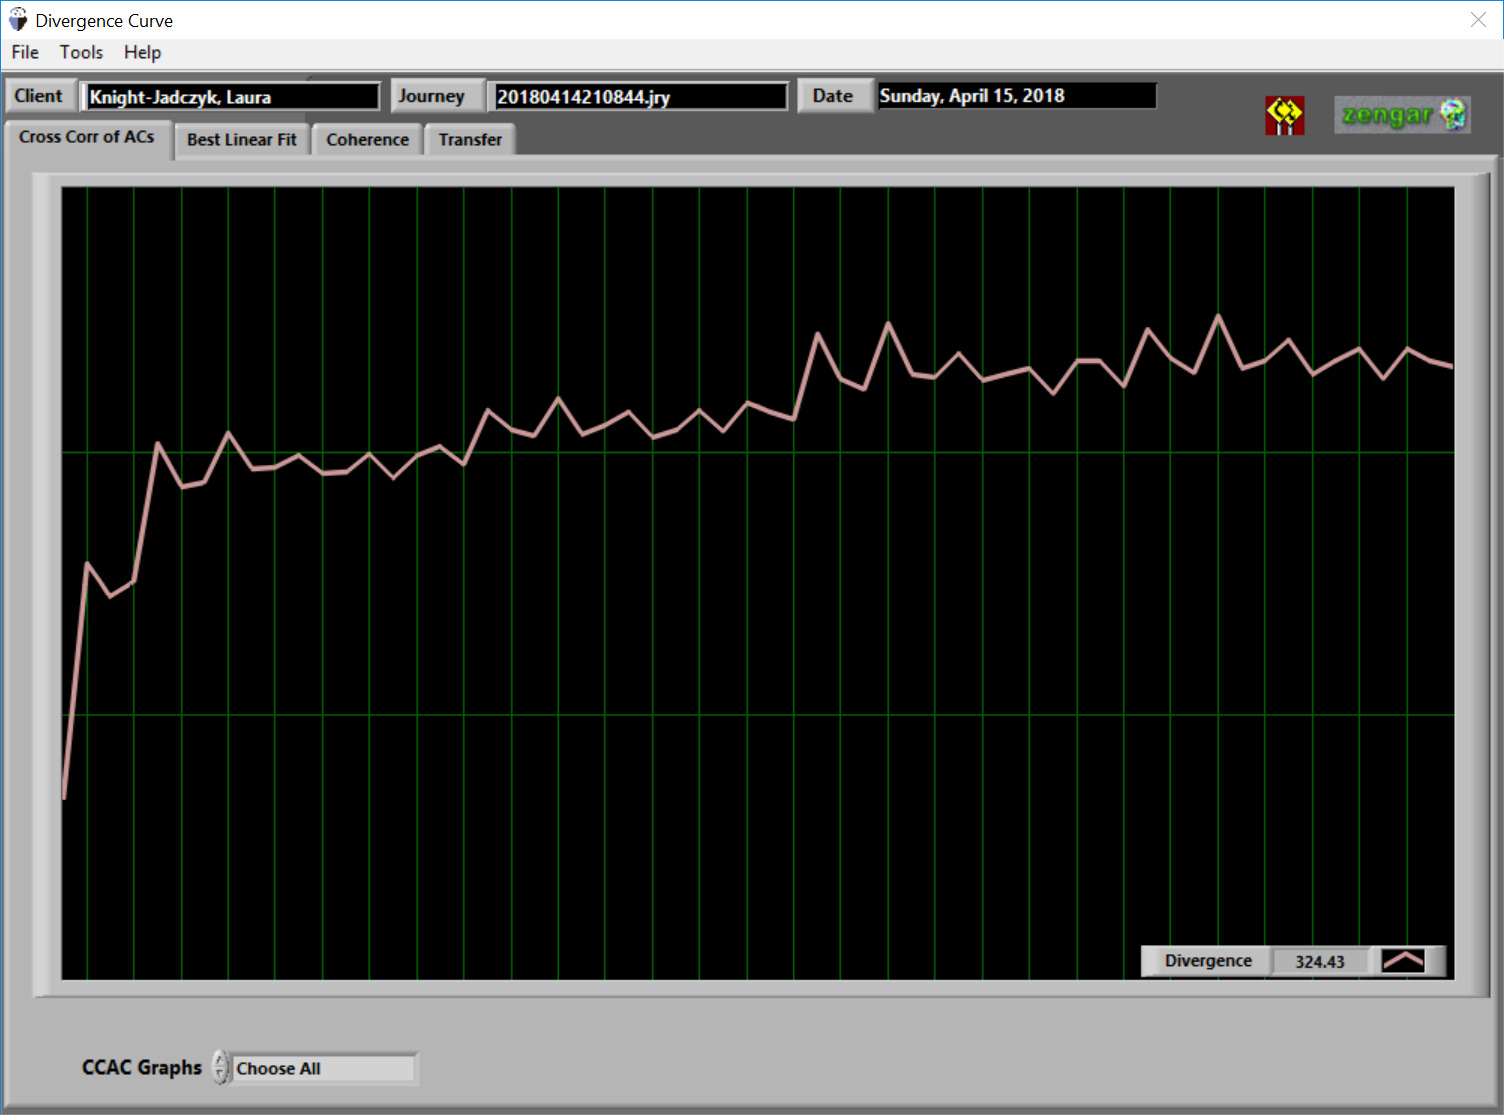 Divergence Curve
File Tools Help
Client Knight-Jadczyk, Laura Journey 20180414210844.jry Date Sunday, April 15, 2018
zengar
Cross Corr of ACs Best Linear Fit Coherence Transfer
Divergence 324.43
CCAC Graphs Choose All